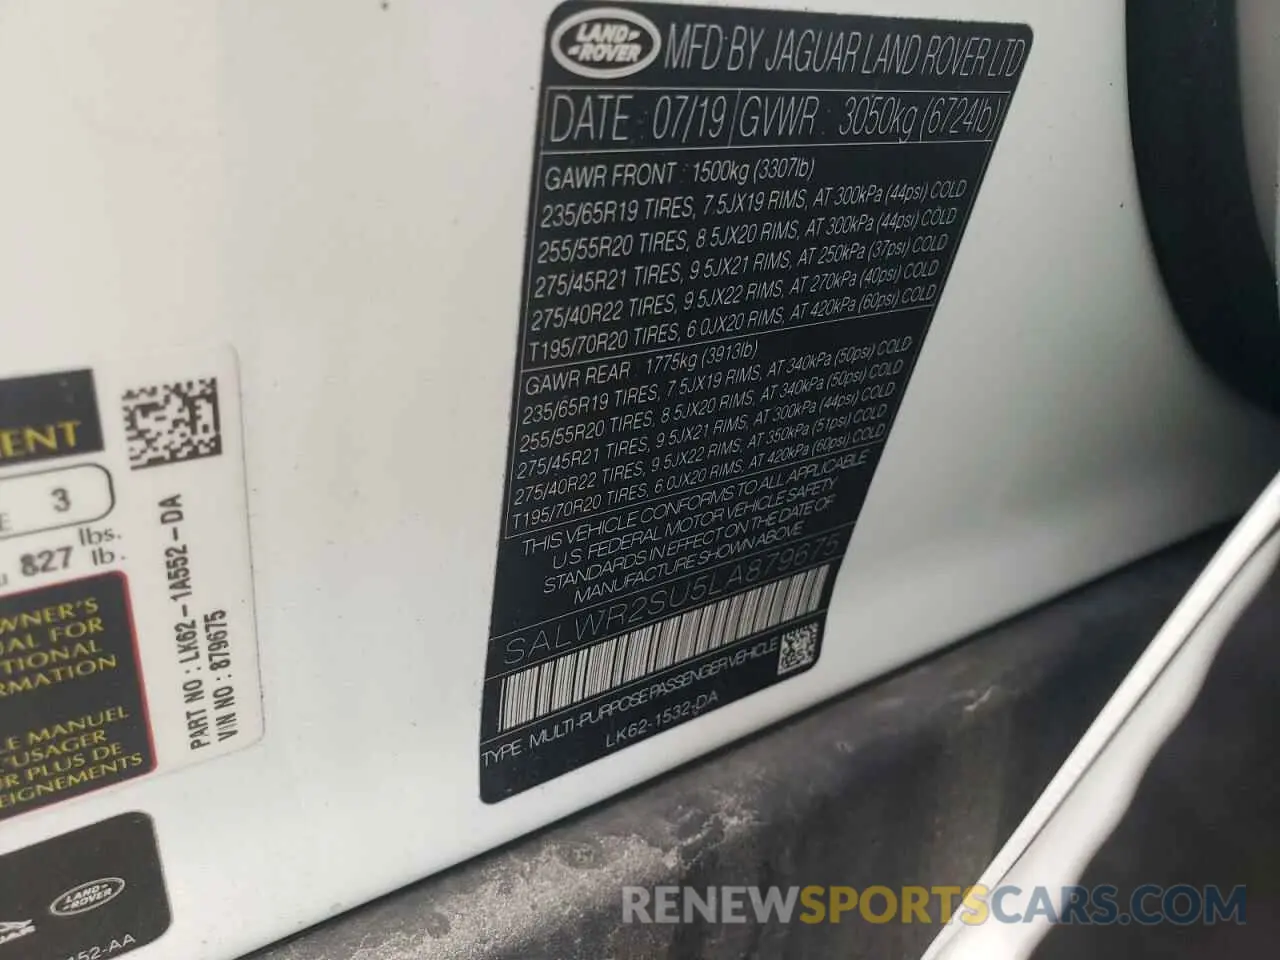 LAND-
-ROVER
MFD BY JAGUAR LAND ROVER LTD
DATE : 07/19 GVWR : 3050kg (6724lb)
GAWR FRONT : 1500kg (3307lb)
235/65R19 TIRES, 7.5JX19 RIMS, AT 300kPa (44psi) COLD
255/55R20 TIRES, 8.5JX20 RIMS, AT 300kPa (44psi) COLD
275/45R21 TIRES, 9.5JX21 RIMS, AT 250kPa (37psi) COLD
275/40R22 TIRES, 9.5JX22 RIMS, AT 270kPa (40psi) COLD
T195/70R20 TIRES, 6.0JX20 RIMS, AT 420kPa (60psi) COLD
GAWR REAR : 1775kg (3913lb)
235/65R19 TIRES, 7.5JX19 RIMS, AT 340kPa (50psi) COLD
255/55R20 TIRES, 8.5JX20 RIMS, AT 340kPa (50psi) COLD
275/45R21 TIRES, 9.5JX21 RIMS, AT 300kPa (44psi) COLD
275/40R22 TIRES, 9.5JX22 RIMS, AT 350kPa (51psi) COLD
T195/70R20 TIRES, 6.0JX20 RIMS, AT 420kPa (60psi) COLD
THIS VEHICLE CONFORMS TO ALL APPLICABLE
U.S. FEDERAL MOTOR VEHICLE SAFETY
STANDARDS IN EFFECT ON THE DATE OF
MANUFACTURE SHOWN ABOVE
SALWR2SU5LA879675
TYPE MULTI-PURPOSE PASSENGER VEHICLE
LK62-1532-DA
ENT
E 3
827 lbs.
lb.
WNER'S
UAL FOR
ATIONAL
RMATION
LE MANUEL
L'USAGER
UR PLUS DE
EIGNEMENTS
PART NO : LK62-1A552-DA
VIN NO : 879675
LAND-
-ROVER
452-AA
RENEWSPORTSCARS.COM